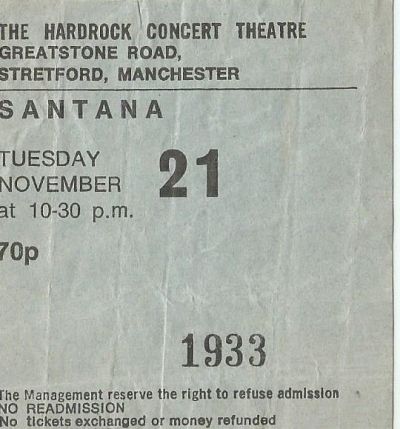 THE HARDROCK CONCERT THEATRE
GREATSTONE ROAD,
STRETFORD, MANCHESTER
SANTANA
TUESDAY
NOVEMBER 21
at 10-30 p.m.
70p
1933
The Management reserve the right to refuse admission
NO READMISSION
No tickets exchanged or money refunded